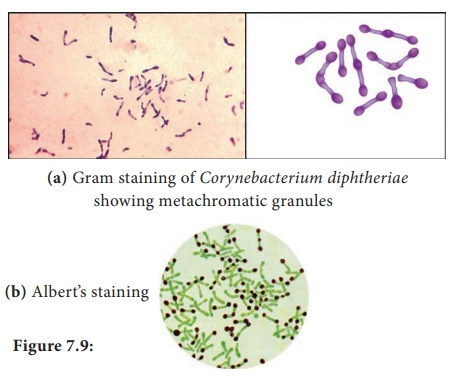 (a) Gram staining of Corynebacterium diphtheriae
showing metachromatic granules
(b) Albert's staining
Figure 7.9: